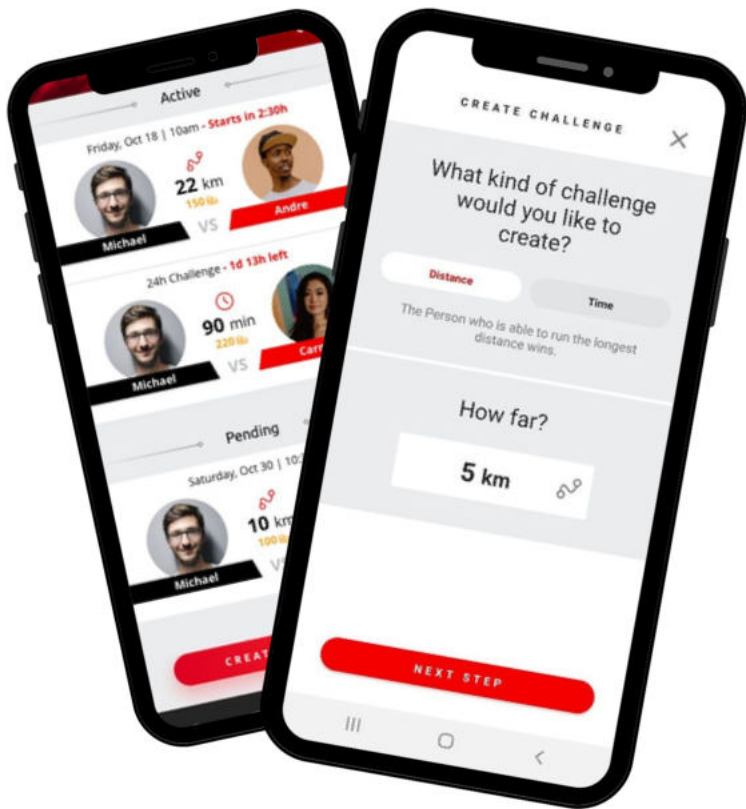 Active
Friday, Oct 18 | 10am - Starts in 2:30h
22 km
150
Michael
VS
Andre
24h Challenge - 1d 13h left
90 min
220
Michael
VS
Pending
Saturday, Oct 30 |
10 km
100
Michael
CREATE CHALLENGE
What kind of challenge
would you like to
create?
Distance
Time
The Person who is able to run the longest
distance wins.
How far?
5 km
NEXT STEP